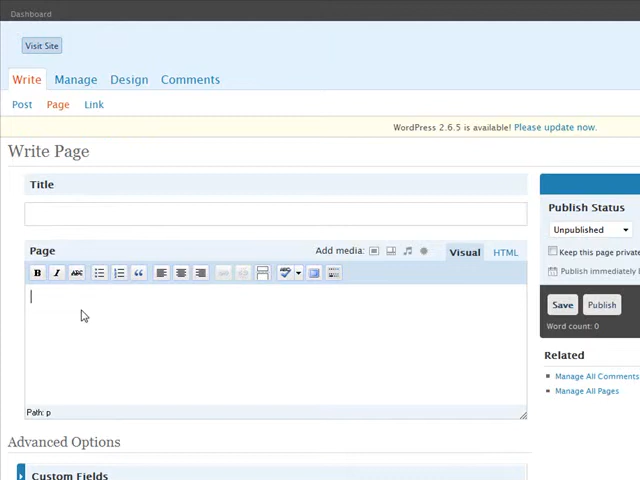 Dashboard
Visit Site
Write Manage Design Comments
Post Page Link
WordPress 2.6.5 is available! Please update now.
Write Page
Title
Publish Status
Unpublished
Page
Add media:
Visual HTML
Keep this page private
B I ABC
Publish immediately
Save Publish
Word count: 0
Related
Manage All Comments
Manage All Pages
Path: p
Advanced Options
Custom Fields